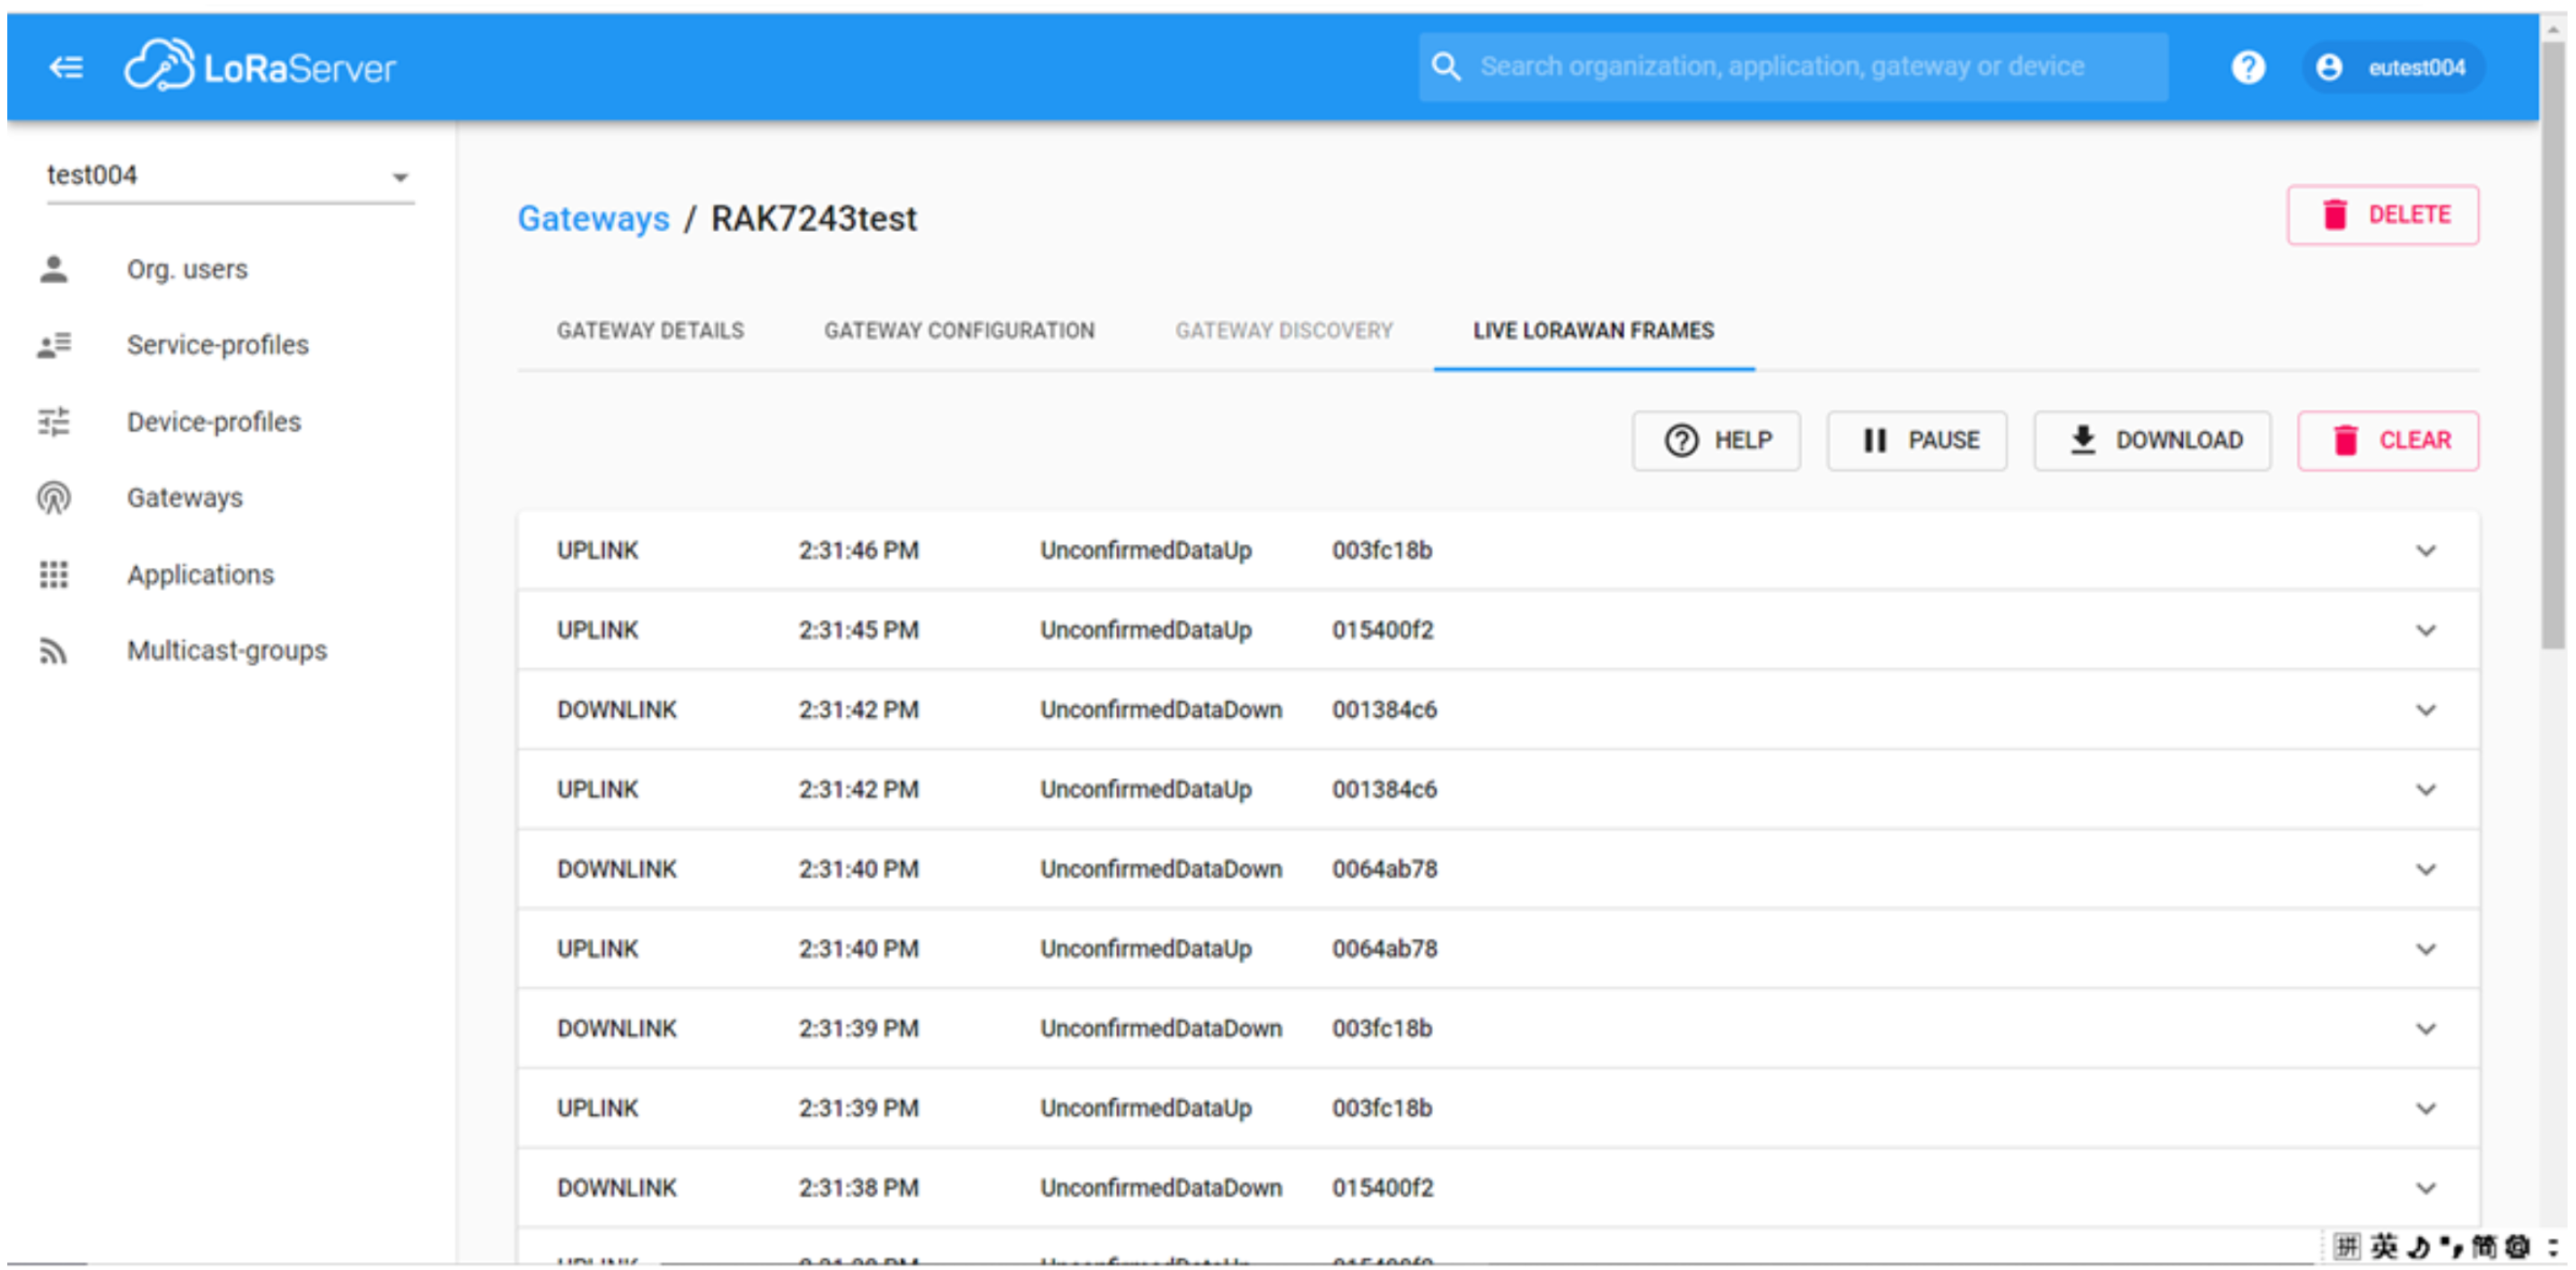 LoRaServer
Search organization, application, gateway or device
? eutest004
test004
Gateways / RAK7243test
DELETE
Org. users
Service-profiles
Device-profiles
Gateways
Applications
Multicast-groups
GATEWAY DETAILS GATEWAY CONFIGURATION GATEWAY DISCOVERY LIVE LORAWAN FRAMES
? HELP PAUSE DOWNLOAD CLEAR
UPLINK 2:31:46 PM UnconfirmedDataUp 003fc18b
UPLINK 2:31:45 PM UnconfirmedDataUp 015400f2
DOWNLINK 2:31:42 PM UnconfirmedDataDown 001384c6
UPLINK 2:31:42 PM UnconfirmedDataUp 001384c6
DOWNLINK 2:31:40 PM UnconfirmedDataDown 0064ab78
UPLINK 2:31:40 PM UnconfirmedDataUp 0064ab78
DOWNLINK 2:31:39 PM UnconfirmedDataDown 003fc18b
UPLINK 2:31:39 PM UnconfirmedDataUp 003fc18b
DOWNLINK 2:31:38 PM UnconfirmedDataDown 015400f2
拼 英 简